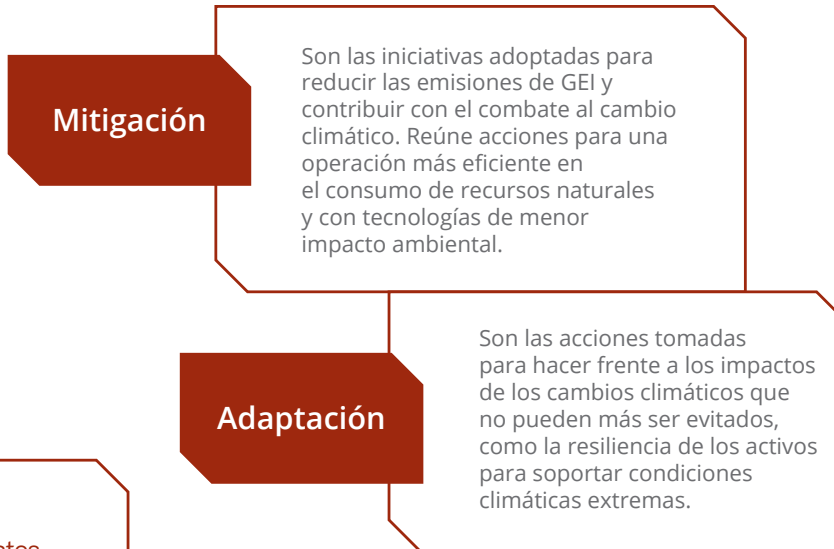 Mitigación
Son las iniciativas adoptadas para
reducir las emisiones de GEI y
contribuir con el combate al cambio
climático. Reúne acciones para una
operación más eficiente en
el consumo de recursos naturales
y con tecnologías de menor
impacto ambiental.
Adaptación
Son las acciones tomadas
para hacer frente a los impactos
de los cambios climáticos que
no pueden más ser evitados,
como la resiliencia de los activos
para soportar condiciones
climáticas extremas.